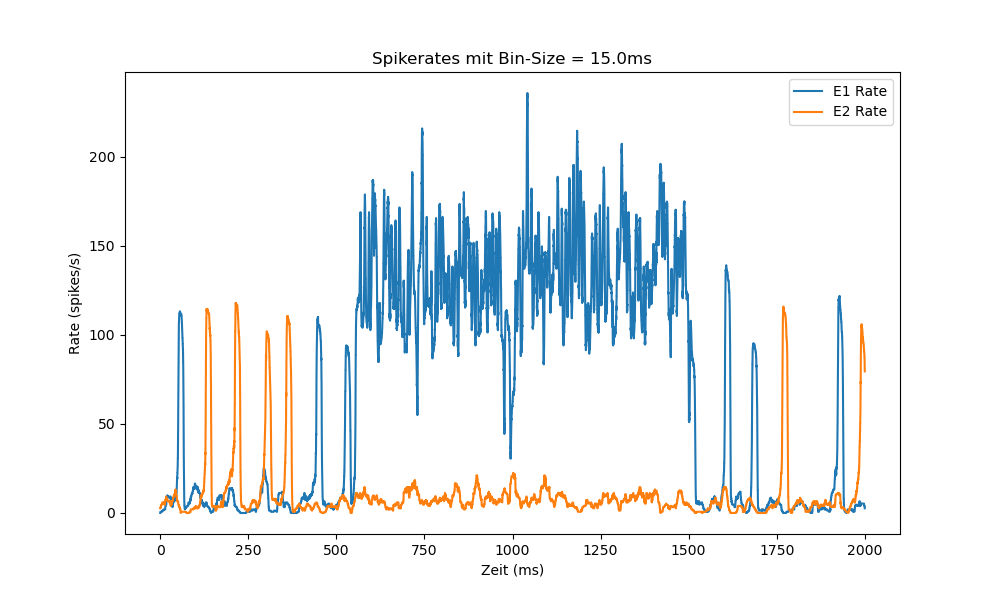 Spikerates mit Bin-Size = 15.0ms
E1 Rate
E2 Rate
Rate (spikes/s)
200
150
100
50
0
0 250 500 750 1000 1250 1500 1750 2000
Zeit (ms)